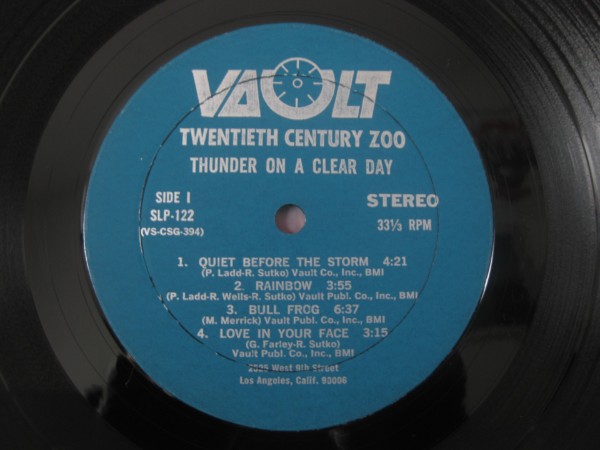 VAULT
TWENTIETH CENTURY ZOO
THUNDER ON A CLEAR DAY
SIDE I STEREO
SLP-122 33⅓ RPM
(VS-CSG-394)
1. QUIET BEFORE THE STORM 4:21
(P. Ladd-R. Sutko) Vault Co., Inc., BMI
2. RAINBOW 3:55
(P. Ladd-R. Wells-R. Sutko) Vault Publ. Co., Inc., BMI
3. BULL FROG 6:37
(M. Merrick) Vault Publ. Co., Inc., BMI
4. LOVE IN YOUR FACE 3:15
(G. Farley-R. Sutko)
Vault Publ. Co., Inc., BMI
West 9th Street
Los Angeles, Calif. 90006